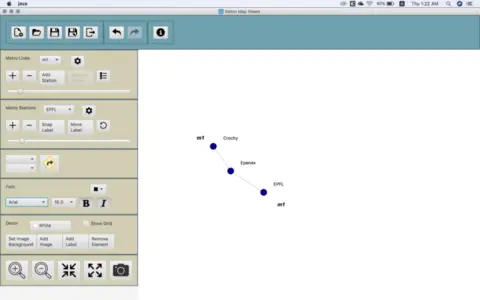 java
Thu 1:22 AM
Metro Map Maker
Metro Lines
m1
Add
Station
Metro Stations
EPFL
Snap
Label
Move
Label
Font
Arial
16.0
B
I
Decor
White
Show Grid
Set Image
Background
Add
Image
Add
Label
Remove
Element
m1
Crochy
Epenex
EPFL
m1